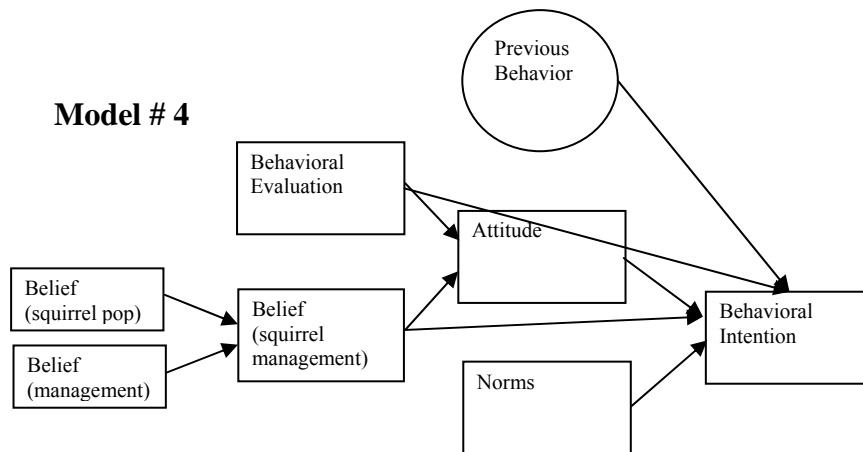 Previous
Behavior
Model # 4
Behavioral
Evaluation
Attitude
Belief
(squirrel pop)
Belief
(squirrel
management)
Behavioral
Intention
Belief
(management)
Norms